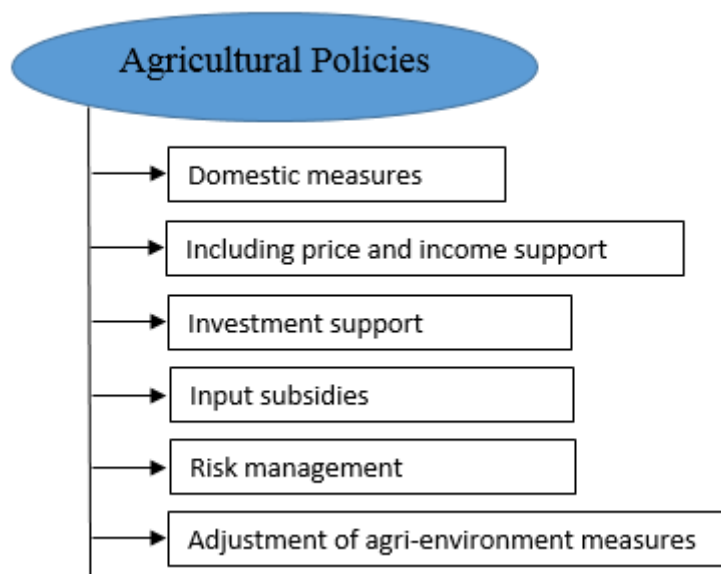 Agricultural Policies
Domestic measures
Including price and income support
Investment support
Input subsidies
Risk management
Adjustment of agri-environment measures